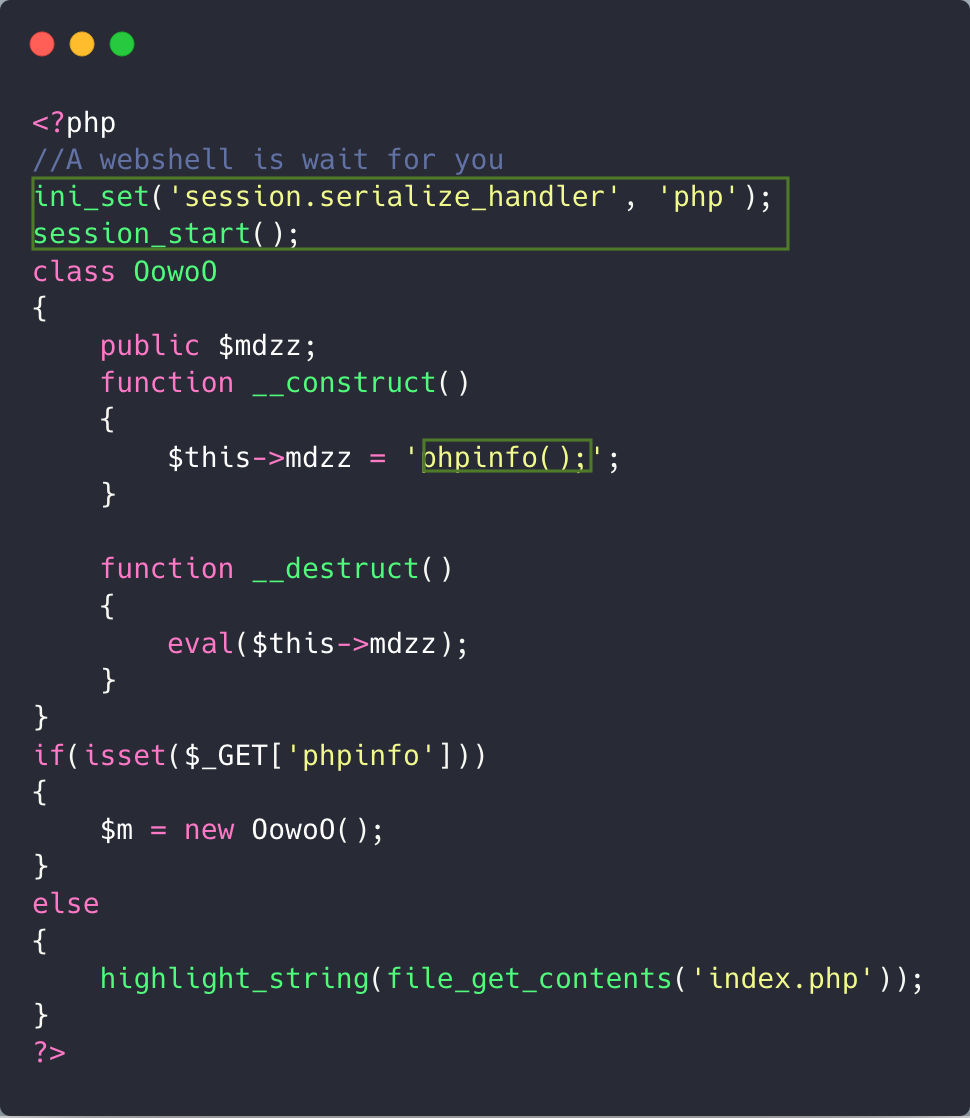 <?php
//A webshell is wait for you
ini_set('session.serialize_handler', 'php');
session_start();
class OowoO
{
    public $mdzz;
    function __construct()
    {
        $this->mdzz = 'phpinfo();';
    }

    function __destruct()
    {
        eval($this->mdzz);
    }
}
if(isset($_GET['phpinfo']))
{
    $m = new OowoO();
}
else
{
    highlight_string(file_get_contents('index.php'));
}
?>